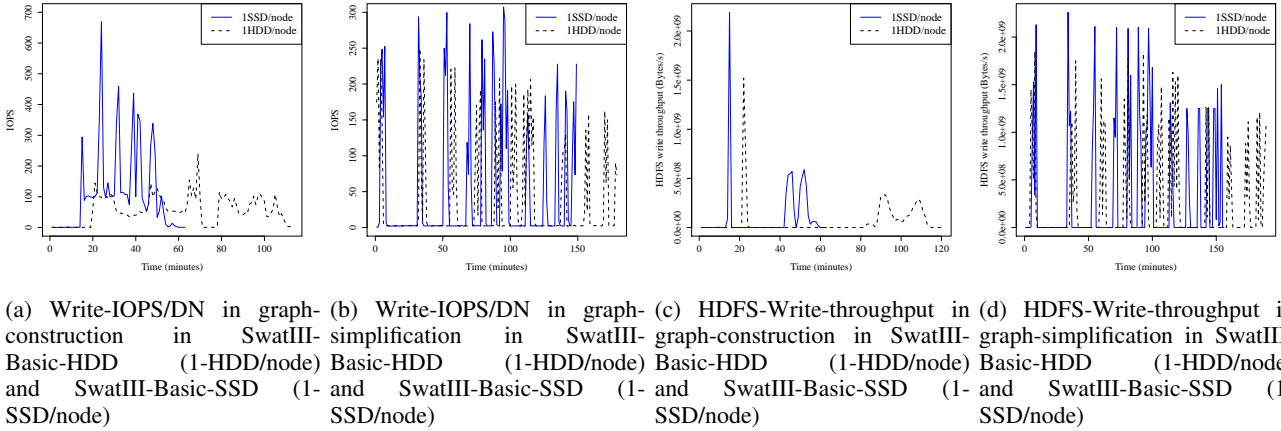 700
600
500
400
300
200
100
0
IOPS
1SSD/node
1HDD/node
0 20 40 60 80 100
Time (minutes)
300
250
200
150
100
50
0
IOPS
1SSD/node
1HDD/node
0 50 100 150
Time (minutes)
2.0e+09
1.5e+09
1.0e+09
5.0e+08
0.0e+00
HDFS write throughput (Bytes/s)
1SSD/node
1HDD/node
0 20 40 60 80 100 120
Time (minutes)
2.0e+09
1.5e+09
1.0e+09
5.0e+08
0.0e+00
HDFS write throughput (Bytes/s)
1SSD/node
1HDD/node
0 50 100 150
Time (minutes)
(a) Write-IOPS/DN in graph-
construction in SwatIII-
Basic-HDD (1-HDD/node)
and SwatIII-Basic-SSD (1-
SSD/node)
(b) Write-IOPS/DN in graph-
simplification in SwatIII-
Basic-HDD (1-HDD/node)
and SwatIII-Basic-SSD (1-
SSD/node)
(c) HDFS-Write-throughput in
graph-construction in SwatIII-
Basic-HDD (1-HDD/node)
and SwatIII-Basic-SSD (1-
SSD/node)
(d) HDFS-Write-throughput i
graph-simplification in SwatII
Basic-HDD (1-HDD/node
and SwatIII-Basic-SSD (1
SSD/node)